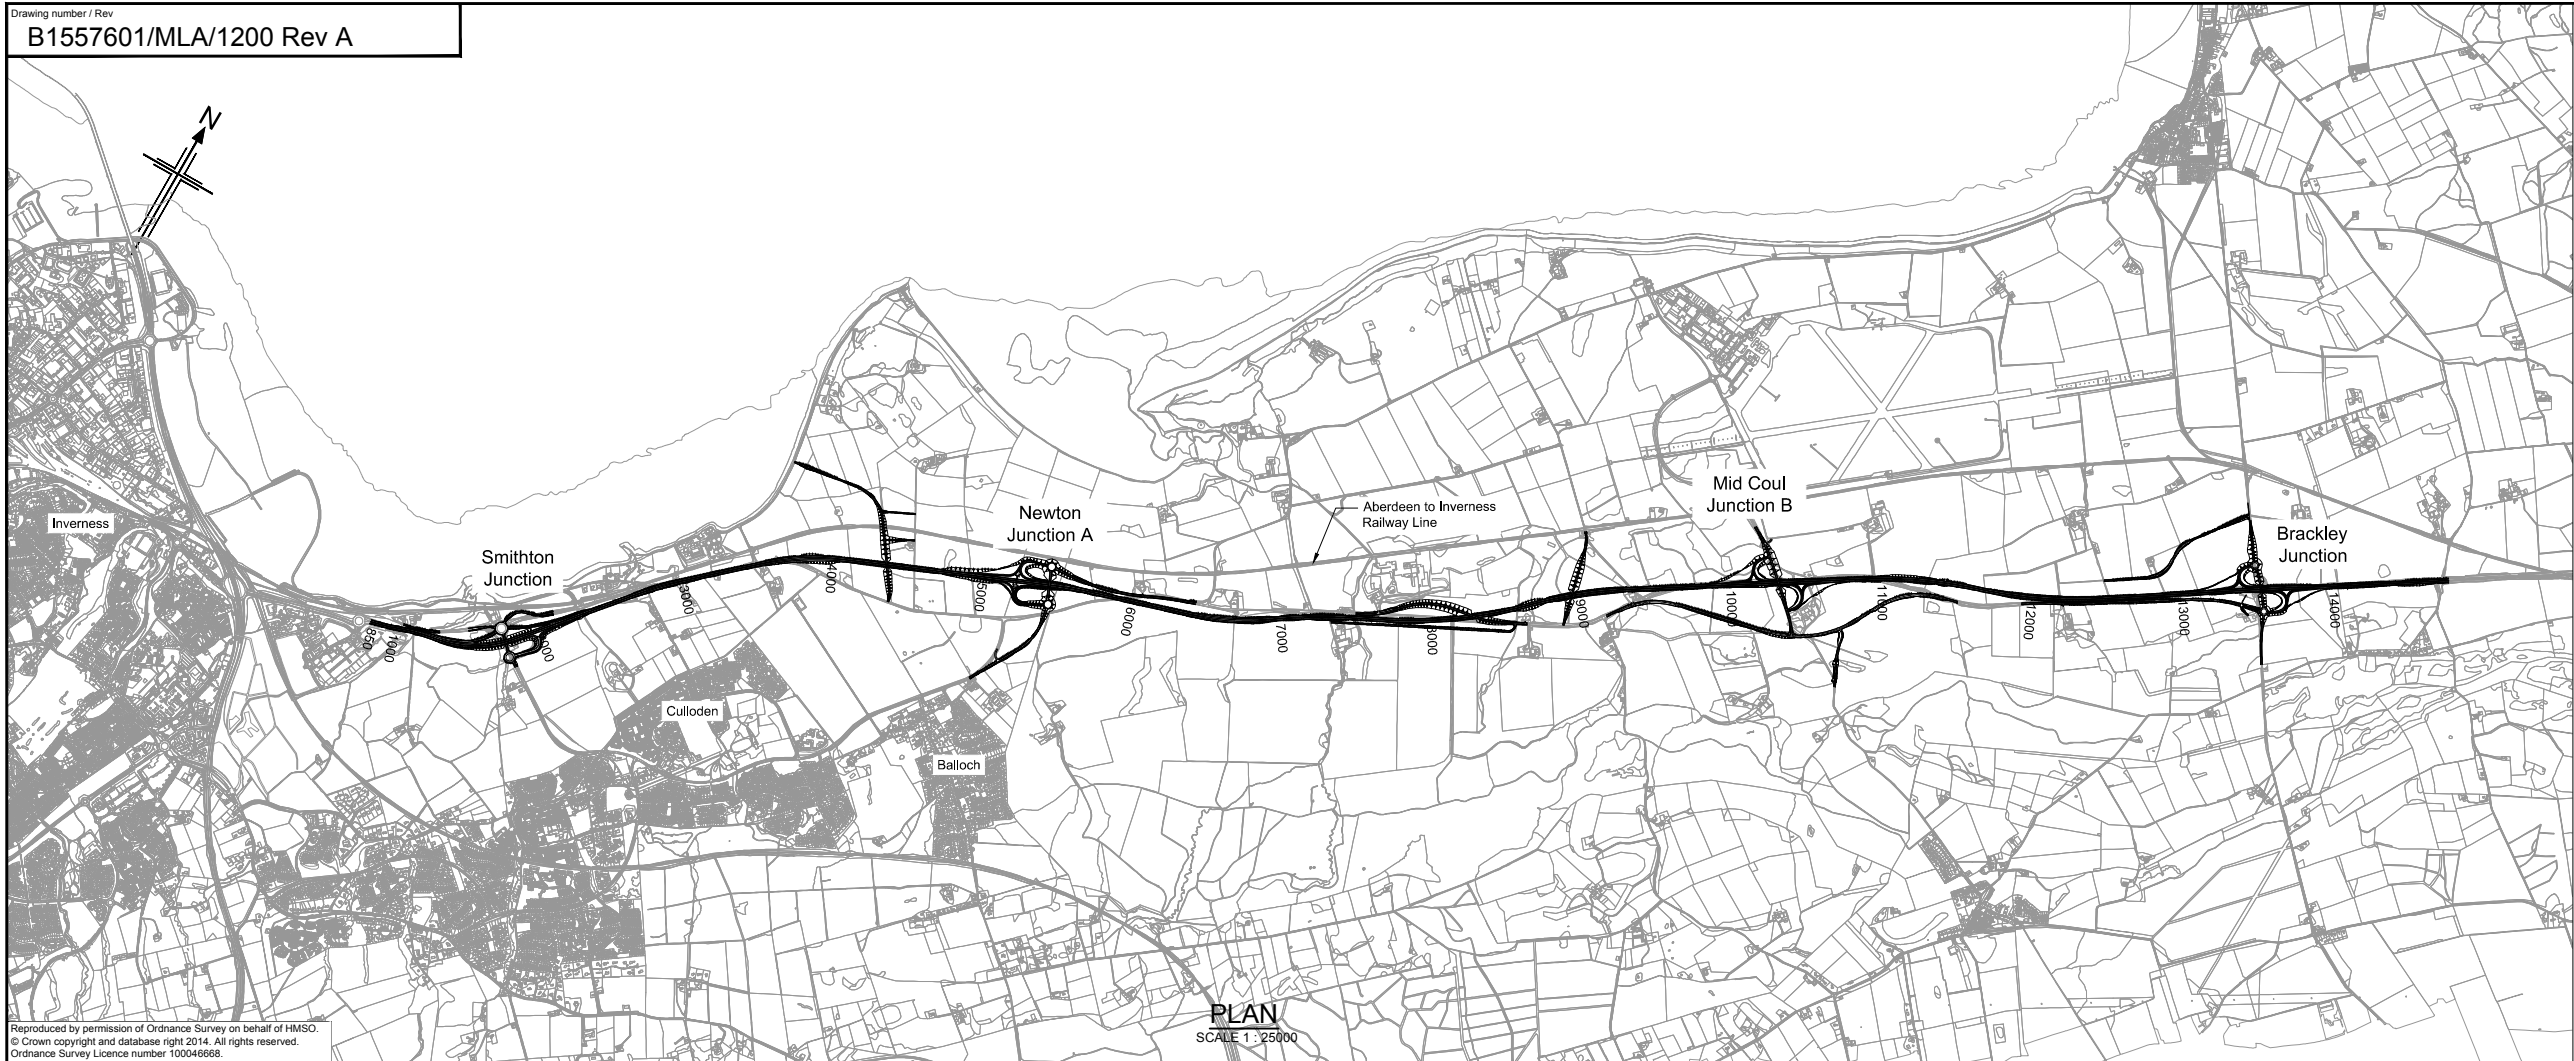 Drawing number / Rev
B1557601/MLA/1200 Rev A
N
Inverness
Smithton
Junction
Newton
Junction A
Aberdeen to Inverness
Railway Line
Mid Coul
Junction B
Brackley
Junction
850
1000
3000
4000
5000
6000
7000
8000
9000
10000
11000
12000
13000
14000
Culloden
Balloch
PLAN
SCALE 1 : 25000
Reproduced by permission of Ordnance Survey on behalf of HMSO.
© Crown copyright and database right 2014. All rights reserved.
Ordnance Survey Licence number 100046668.